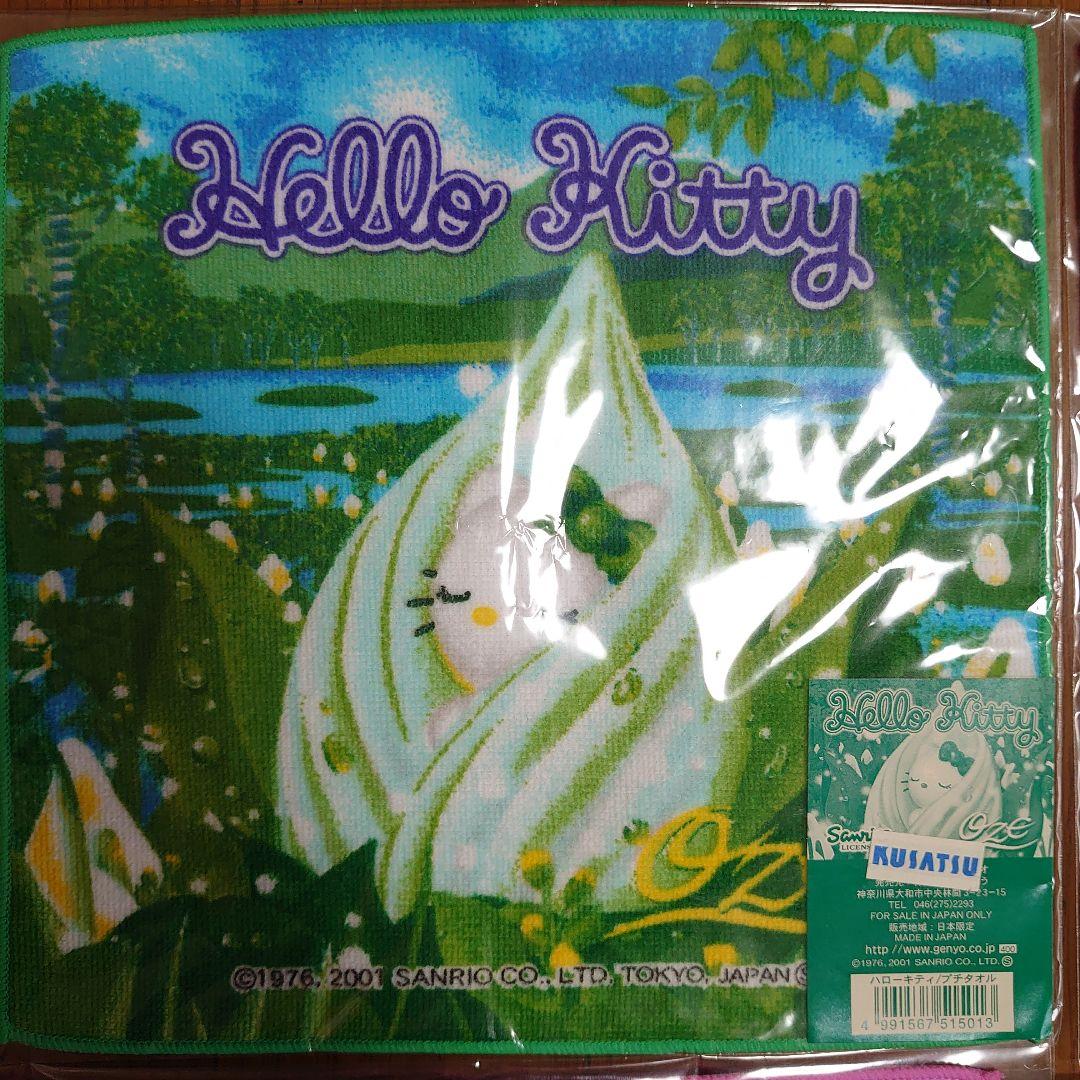 Hello Kitty
Oze
©1976, 2001 SANRIO CO., LTD. TOKYO, JAPAN Ⓢ
Hello Kitty
Oze
KUSATSU
神奈川県大和市中央林間3-23-15
TEL 046(275)2293
FOR SALE IN JAPAN ONLY
販売地域：日本限定
MADE IN JAPAN
http://www.genyo.co.jp 400
©1976, 2001 SANRIO CO., LTD. Ⓢ
ハローキティ/プチタオル
4 991567 515013